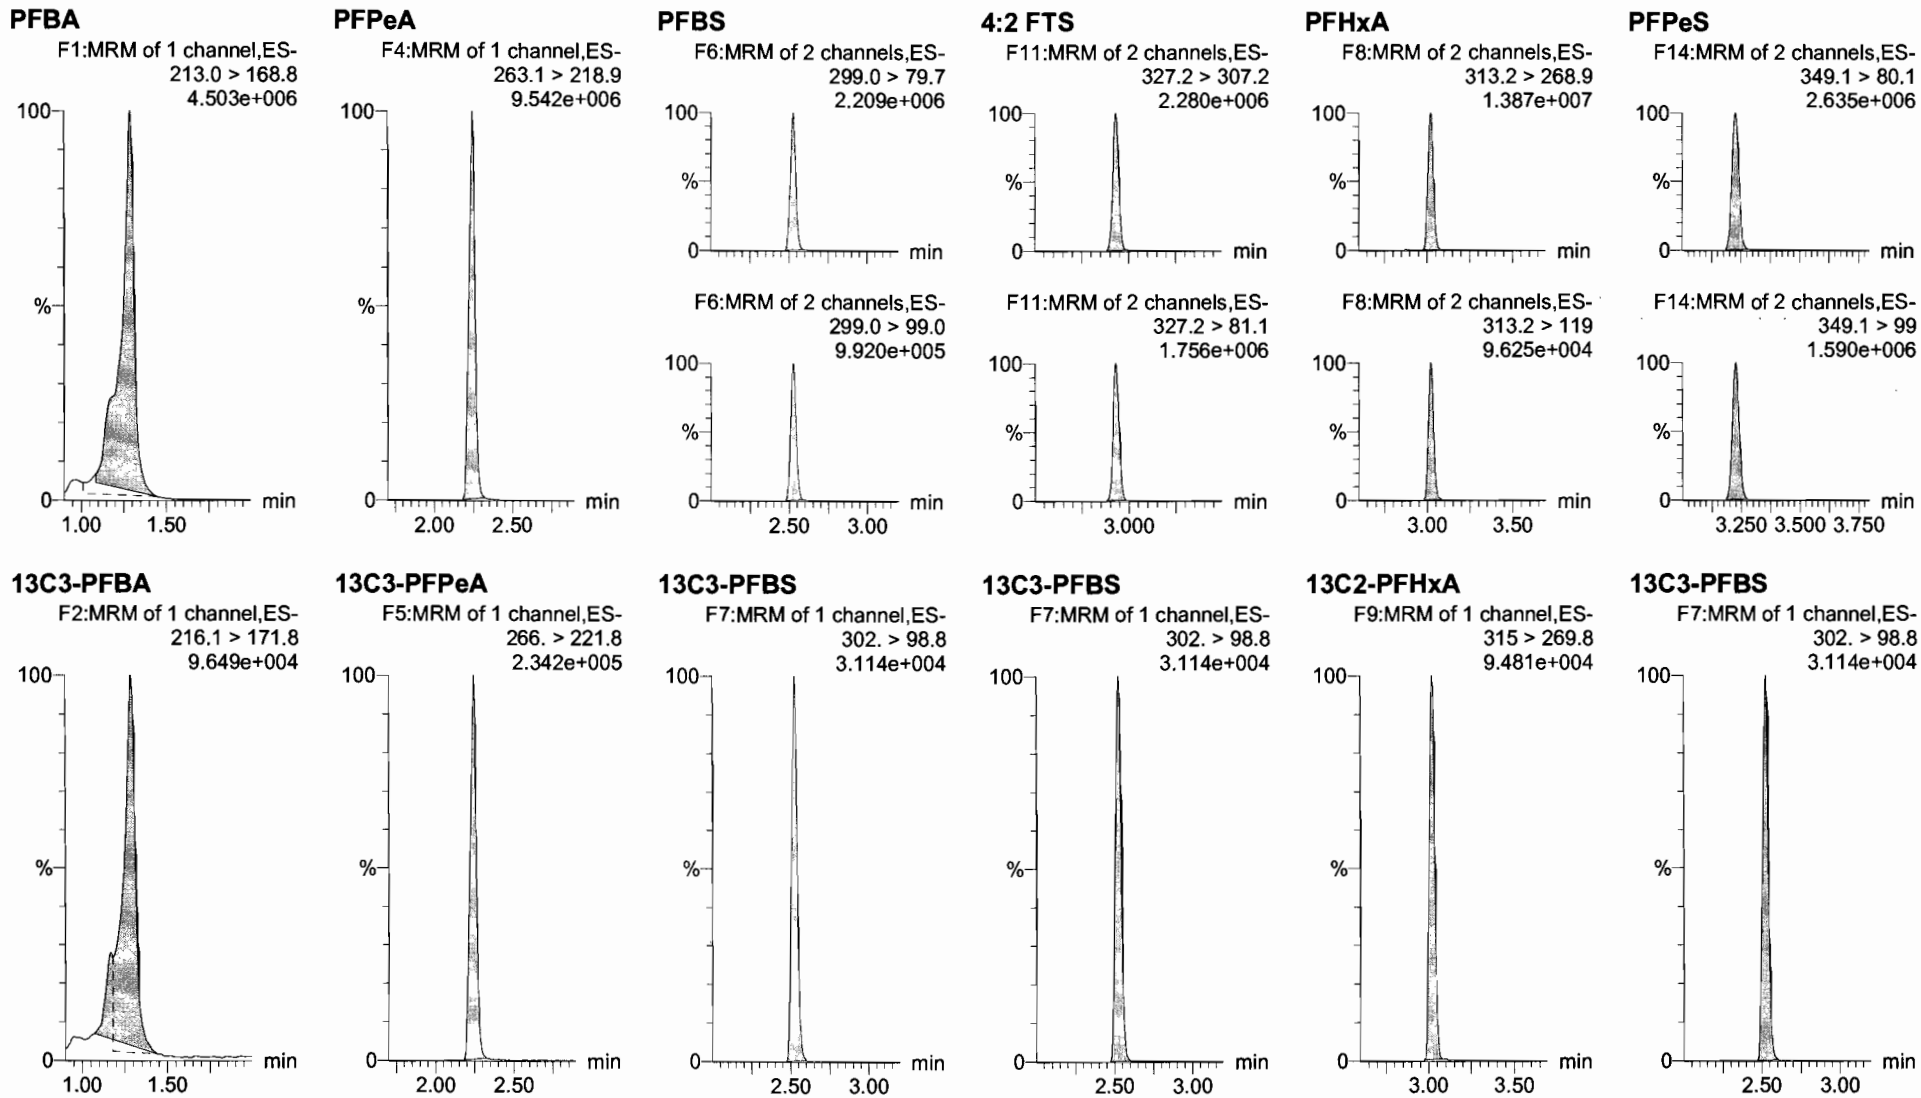 PFBA
F1:MRM of 1 channel,ES-
213.0 > 168.8
4.503e+006
100
%
0
min
1.00 1.50
PFPeA
F4:MRM of 1 channel,ES-
263.1 > 218.9
9.542e+006
100
%
0
min
2.00 2.50
PFBS
F6:MRM of 2 channels,ES-
299.0 > 79.7
2.209e+006
100
%
0
min
F6:MRM of 2 channels,ES-
299.0 > 99.0
9.920e+005
100
%
0
min
2.50 3.00
4:2 FTS
F11:MRM of 2 channels,ES-
327.2 > 307.2
2.280e+006
100
%
0
min
F11:MRM of 2 channels,ES-
327.2 > 81.1
1.756e+006
100
%
0
min
3.000
PFHxA
F8:MRM of 2 channels,ES-
313.2 > 268.9
1.387e+007
100
%
0
min
F8:MRM of 2 channels,ES-
313.2 > 119
9.625e+004
100
%
0
min
3.00 3.50
PFPeS
F14:MRM of 2 channels,ES-
349.1 > 80.1
2.635e+006
100
%
0
min
F14:MRM of 2 channels,ES-
349.1 > 99
1.590e+006
100
%
0
min
3.250 3.500 3.750
13C3-PFBA
F2:MRM of 1 channel,ES-
216.1 > 171.8
9.649e+004
100
%
0
min
1.00 1.50
13C3-PFPeA
F5:MRM of 1 channel,ES-
266. > 221.8
2.342e+005
100
%
0
min
2.00 2.50
13C3-PFBS
F7:MRM of 1 channel,ES-
302. > 98.8
3.114e+004
100
%
0
min
2.50 3.00
13C3-PFBS
F7:MRM of 1 channel,ES-
302. > 98.8
3.114e+004
100
%
0
min
2.50 3.00
13C2-PFHxA
F9:MRM of 1 channel,ES-
315 > 269.8
9.481e+004
100
%
0
min
3.00 3.50
13C3-PFBS
F7:MRM of 1 channel,ES-
302. > 98.8
3.114e+004
100
%
0
min
2.50 3.00